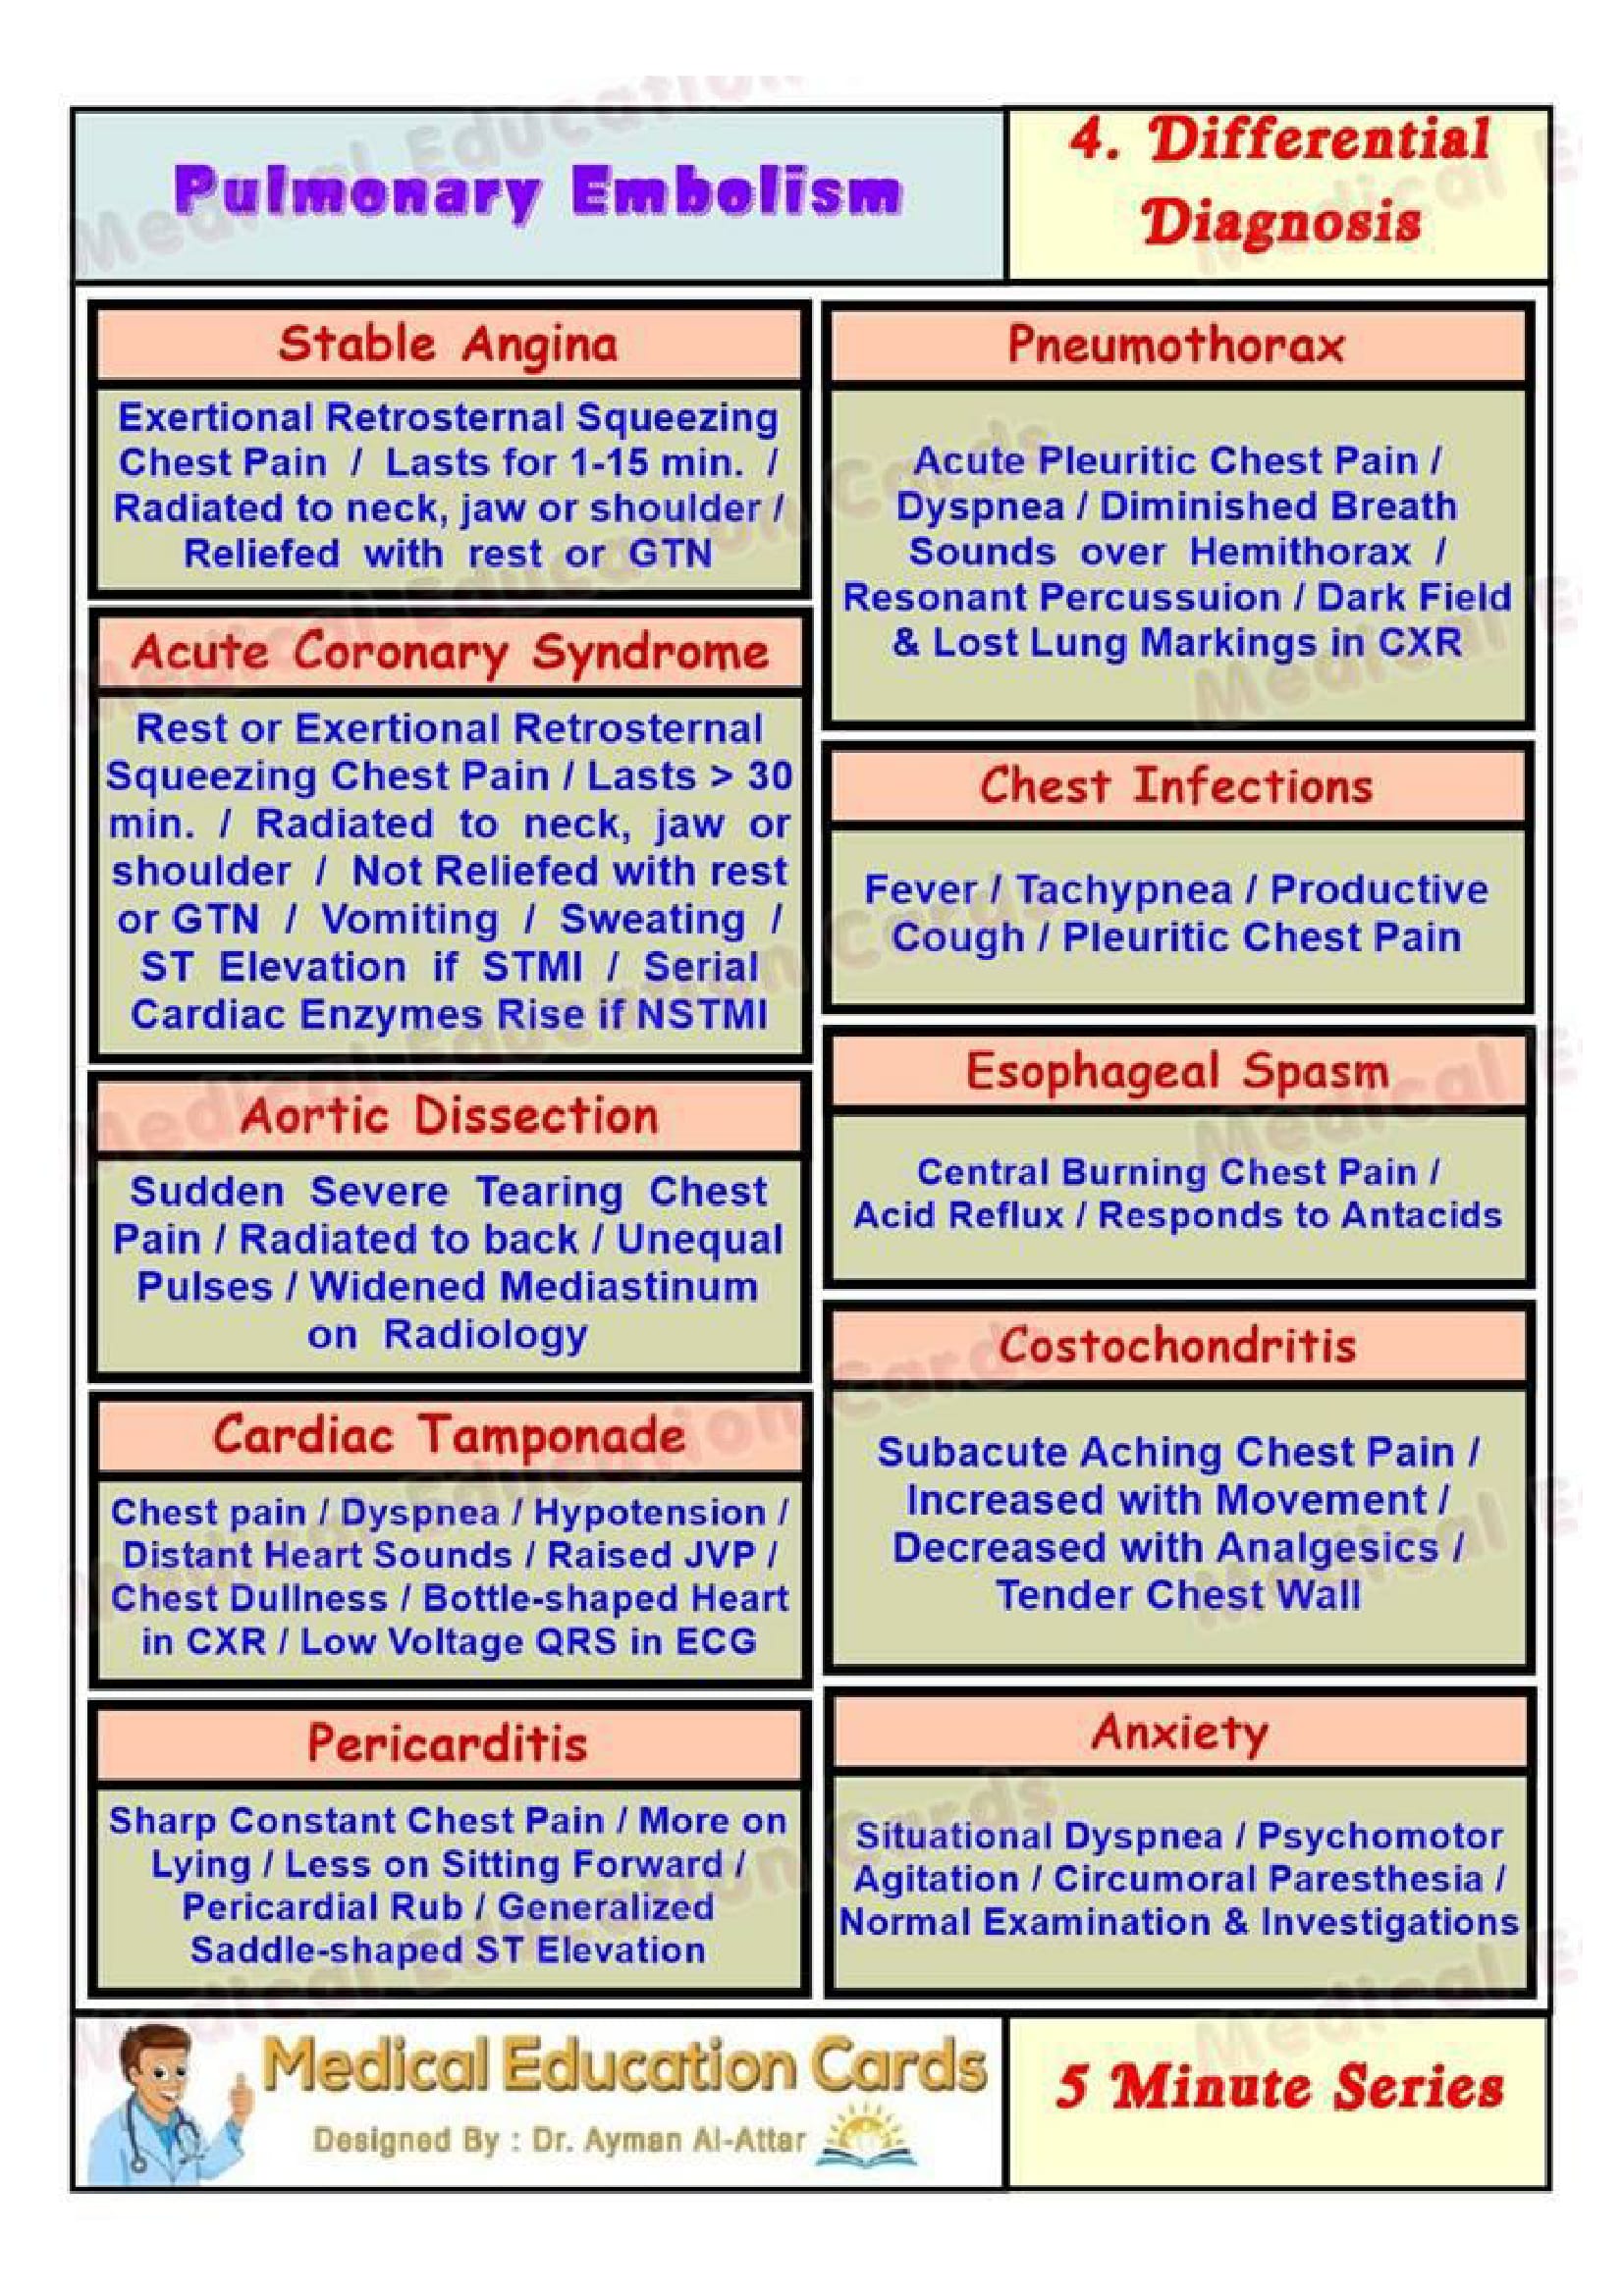 Pulmonary Embolism
4. Differential
Diagnosis
Stable Angina
Exertional Retrosternal Squeezing
Chest Pain / Lasts for 1-15 min. /
Radiated to neck, jaw or shoulder /
Reliefed with rest or GTN
Acute Coronary Syndrome
Rest or Exertional Retrosternal
Squeezing Chest Pain / Lasts > 30
min. / Radiated to neck, jaw or
shoulder / Not Reliefed with rest
or GTN / Vomiting / Sweating /
ST Elevation if STMI / Serial
Cardiac Enzymes Rise if NSTMI
Aortic Dissection
Sudden Severe Tearing Chest
Pain / Radiated to back / Unequal
Pulses / Widened Mediastinum
on Radiology
Cardiac Tamponade
Chest pain / Dyspnea / Hypotension /
Distant Heart Sounds / Raised JVP /
Chest Dullness / Bottle-shaped Heart
in CXR / Low Voltage QRS in ECG
Pericarditis
Sharp Constant Chest Pain / More on
Lying / Less on Sitting Forward /
Pericardial Rub / Generalized
Saddle-shaped ST Elevation
Pneumothorax
Acute Pleuritic Chest Pain /
Dyspnea / Diminished Breath
Sounds over Hemithorax /
Resonant Percussuion / Dark Field
& Lost Lung Markings in CXR
Chest Infections
Fever / Tachypnea / Productive
Cough / Pleuritic Chest Pain
Esophageal Spasm
Central Burning Chest Pain /
Acid Reflux / Responds to Antacids
Costochondritis
Subacute Aching Chest Pain /
Increased with Movement /
Decreased with Analgesics /
Tender Chest Wall
Anxiety
Situational Dyspnea / Psychomotor
Agitation / Circumoral Paresthesia /
Normal Examination & Investigations
Medical Education Cards
Designed By : Dr. Ayman Al-Attar
5 Minute Series